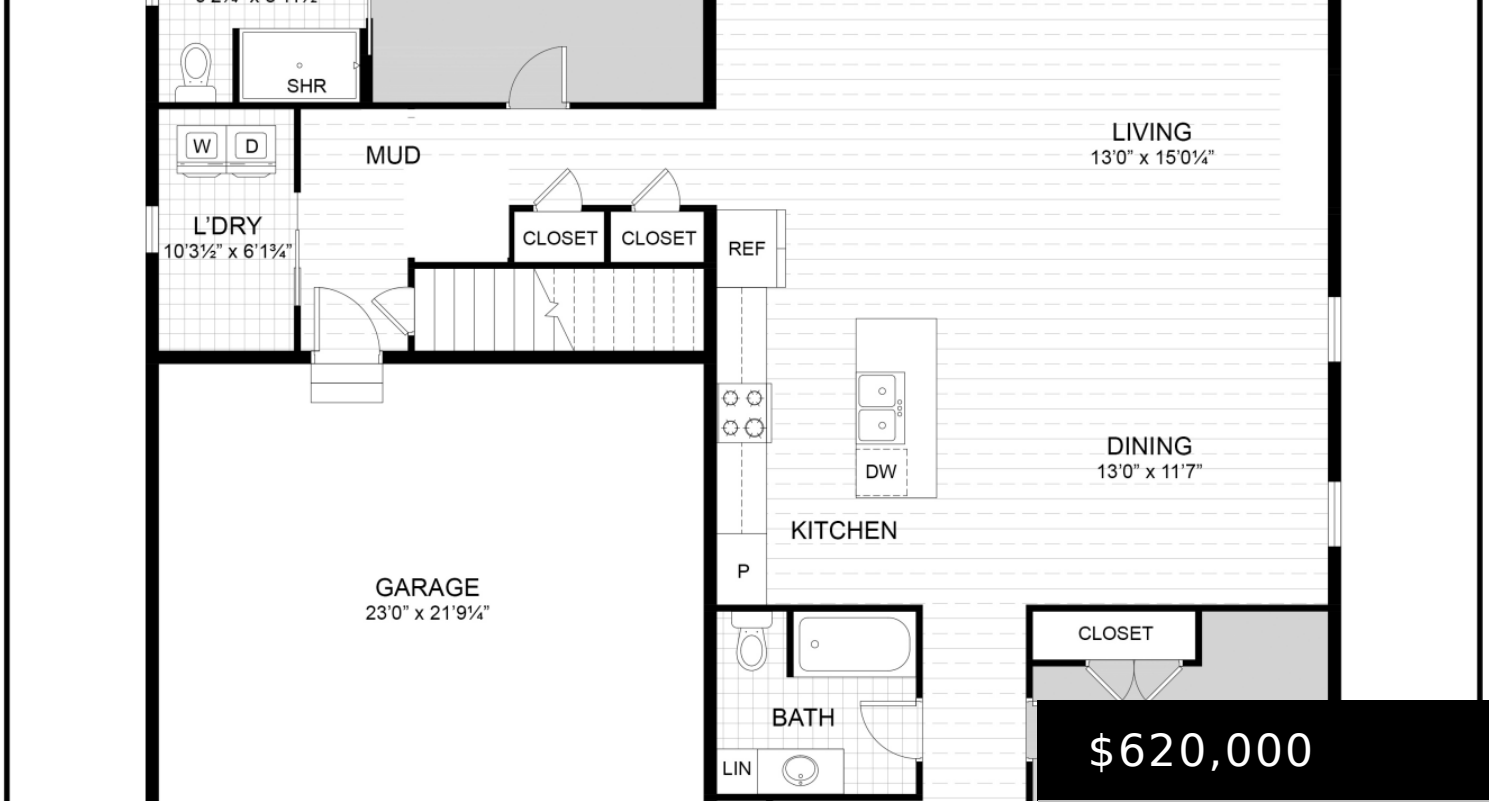 SHR
W D
MUD
LIVING
13'0" x 15'0¼"
L'DRY
10'3½" x 6'1¾"
CLOSET CLOSET
REF
DINING
13'0" x 11'7"
DW
KITCHEN
P
GARAGE
23'0" x 21'9¼"
CLOSET
BATH
LIN
$620,000